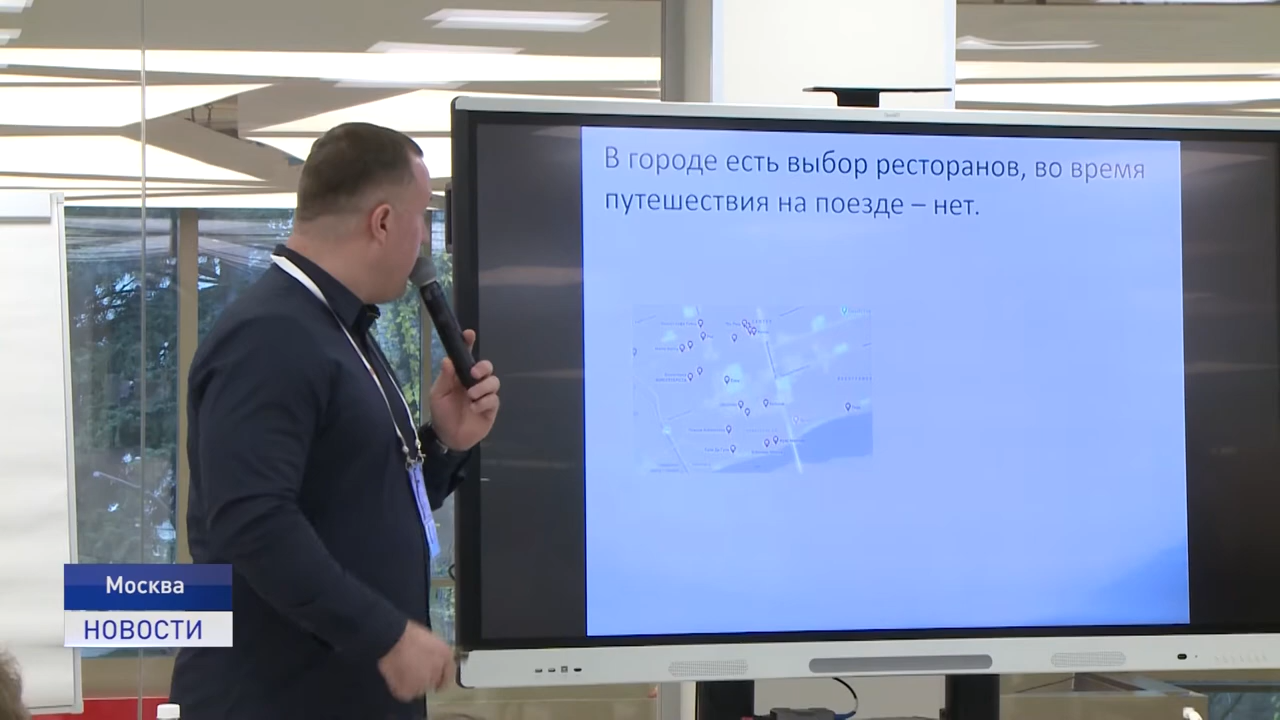 В городе есть выбор ресторанов, во время
путешествия на поезде – нет.
Москва
НОВОСТИ